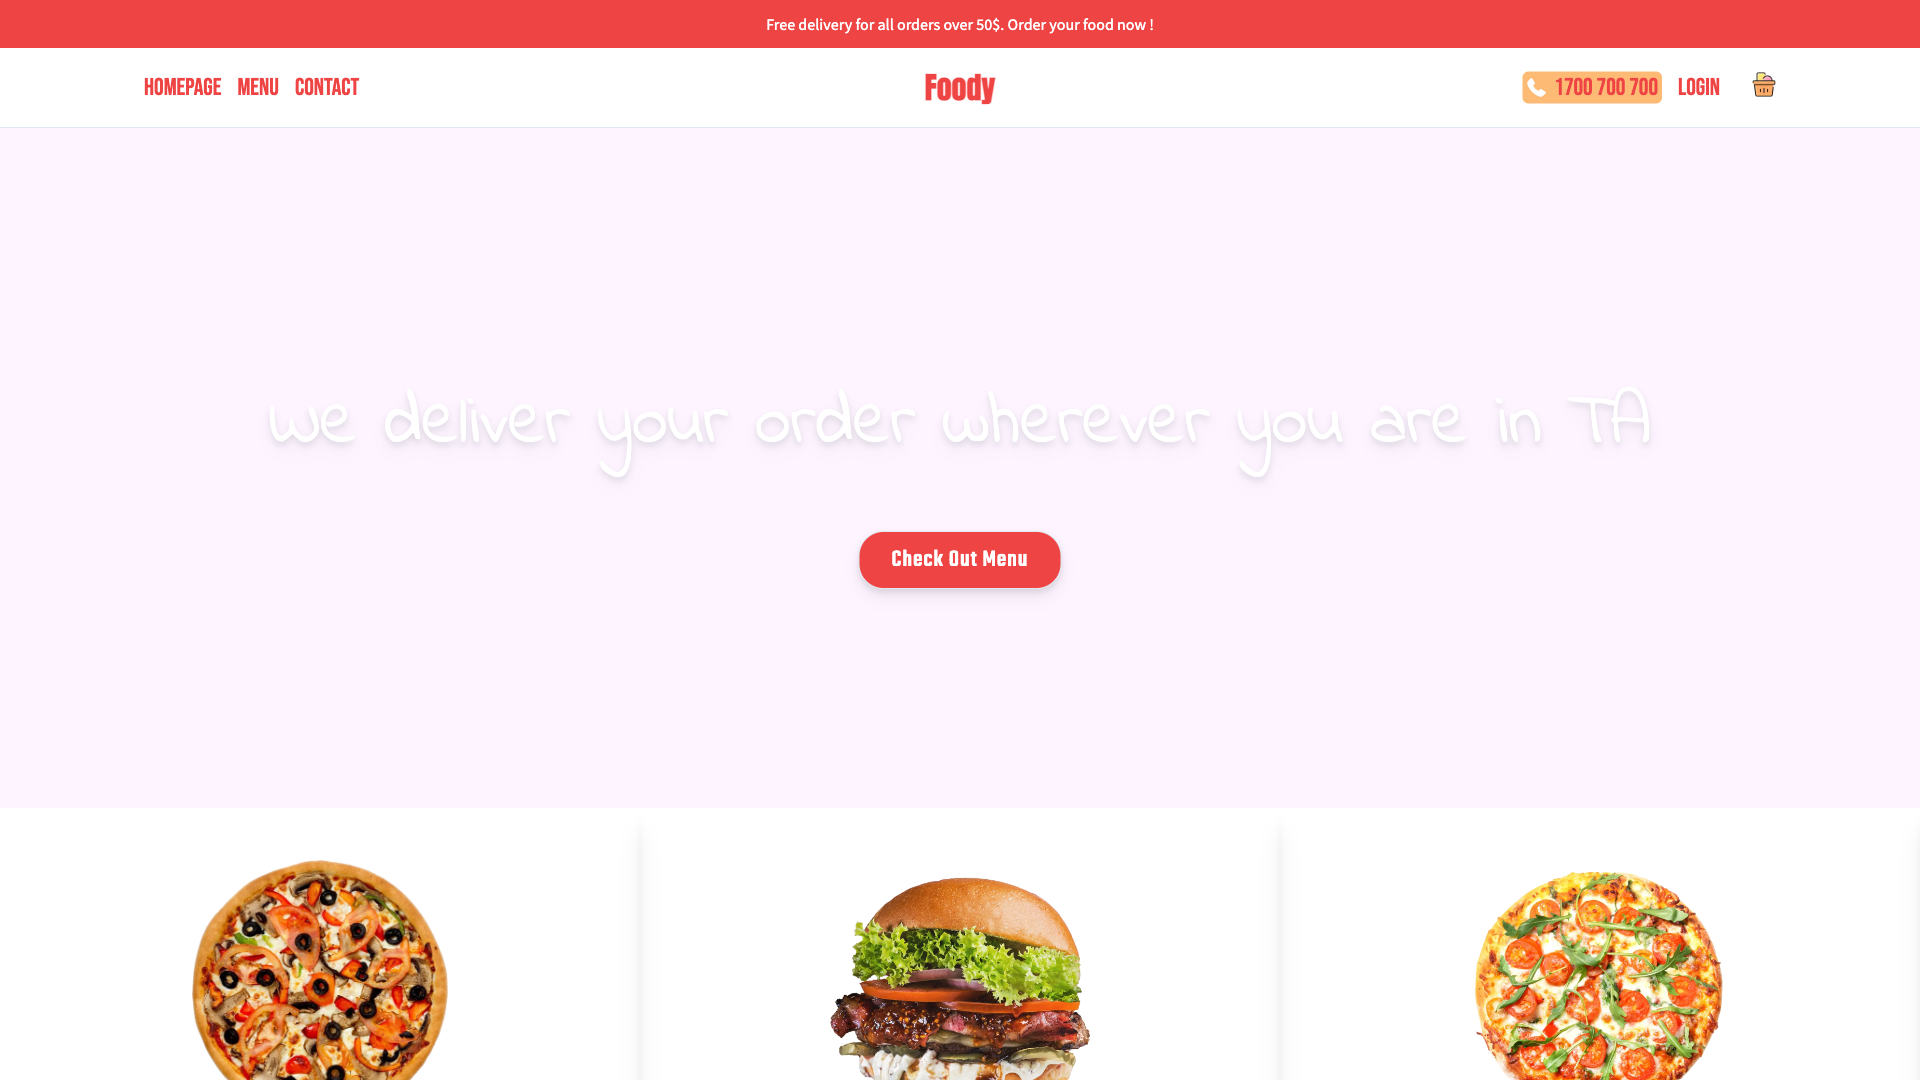 Free delivery for all orders over 50$. Order your food now !
HOMEPAGE MENU CONTACT
Foody
1700 700 700 LOGIN
We deliver your order wherever you are in TA
Check Out Menu